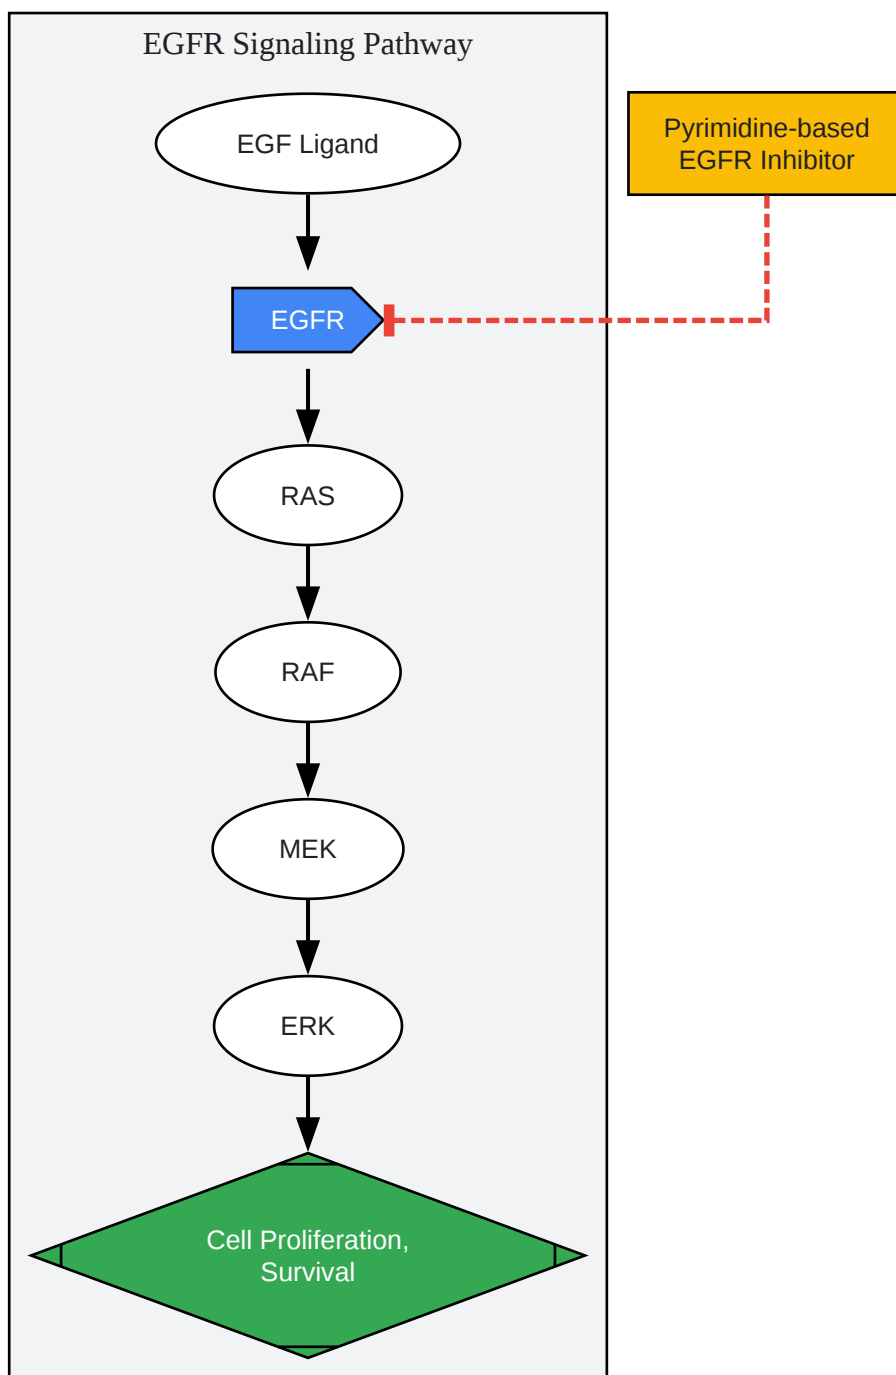 EGFR Signaling Pathway
EGF Ligand
Pyrimidine-based
EGFR Inhibitor
EGFR
RAS
RAF
MEK
ERK
Cell Proliferation,
Survival